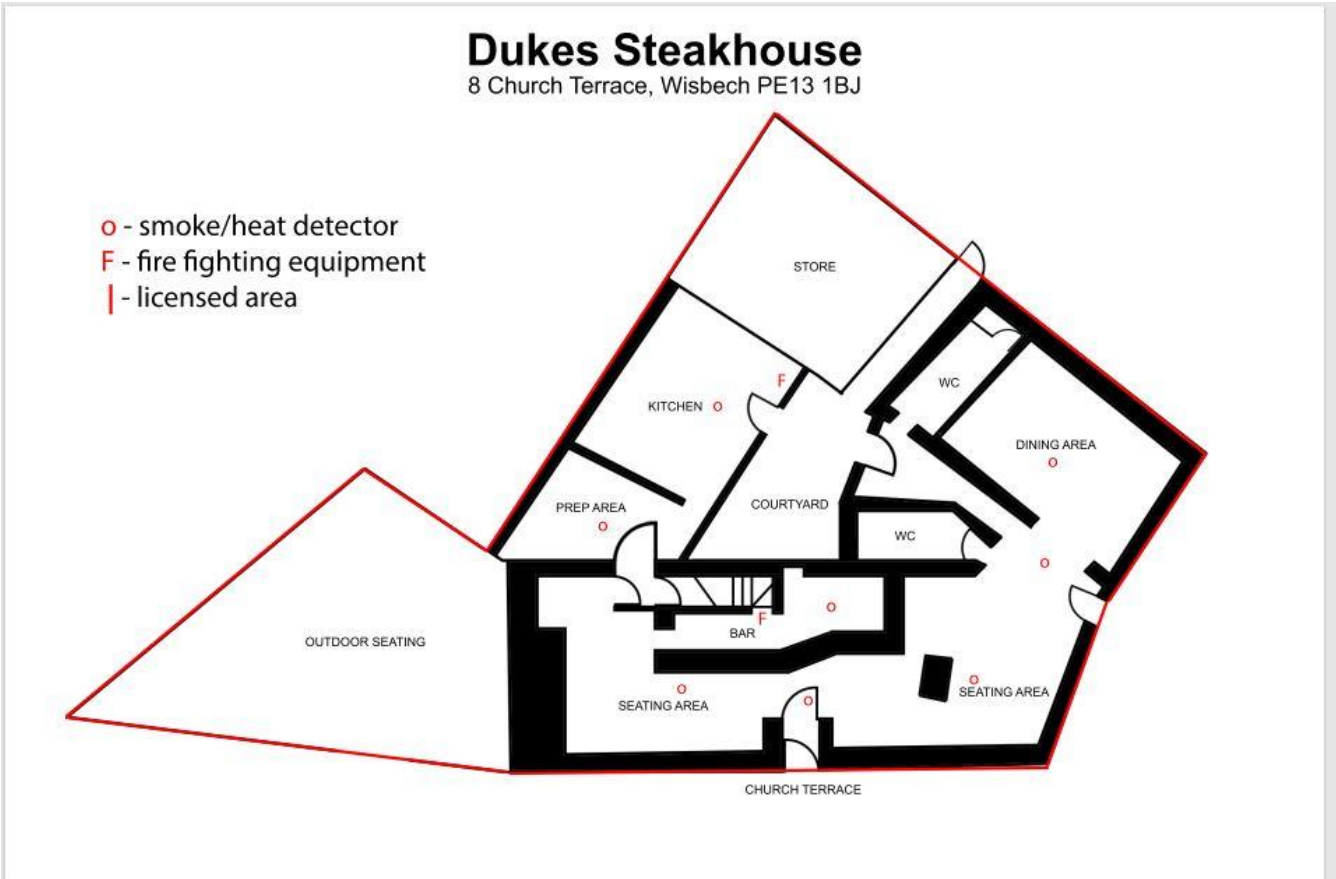 Dukes Steakhouse
8 Church Terrace, Wisbech PE13 1BJ
o - smoke/heat detector
F - fire fighting equipment
| - licensed area
STORE
F
WC
KITCHEN o
DINING AREA
o
PREP AREA
o
COURTYARD
WC
o
o
F
BAR
OUTDOOR SEATING
o
SEATING AREA
o
o
SEATING AREA
CHURCH TERRACE